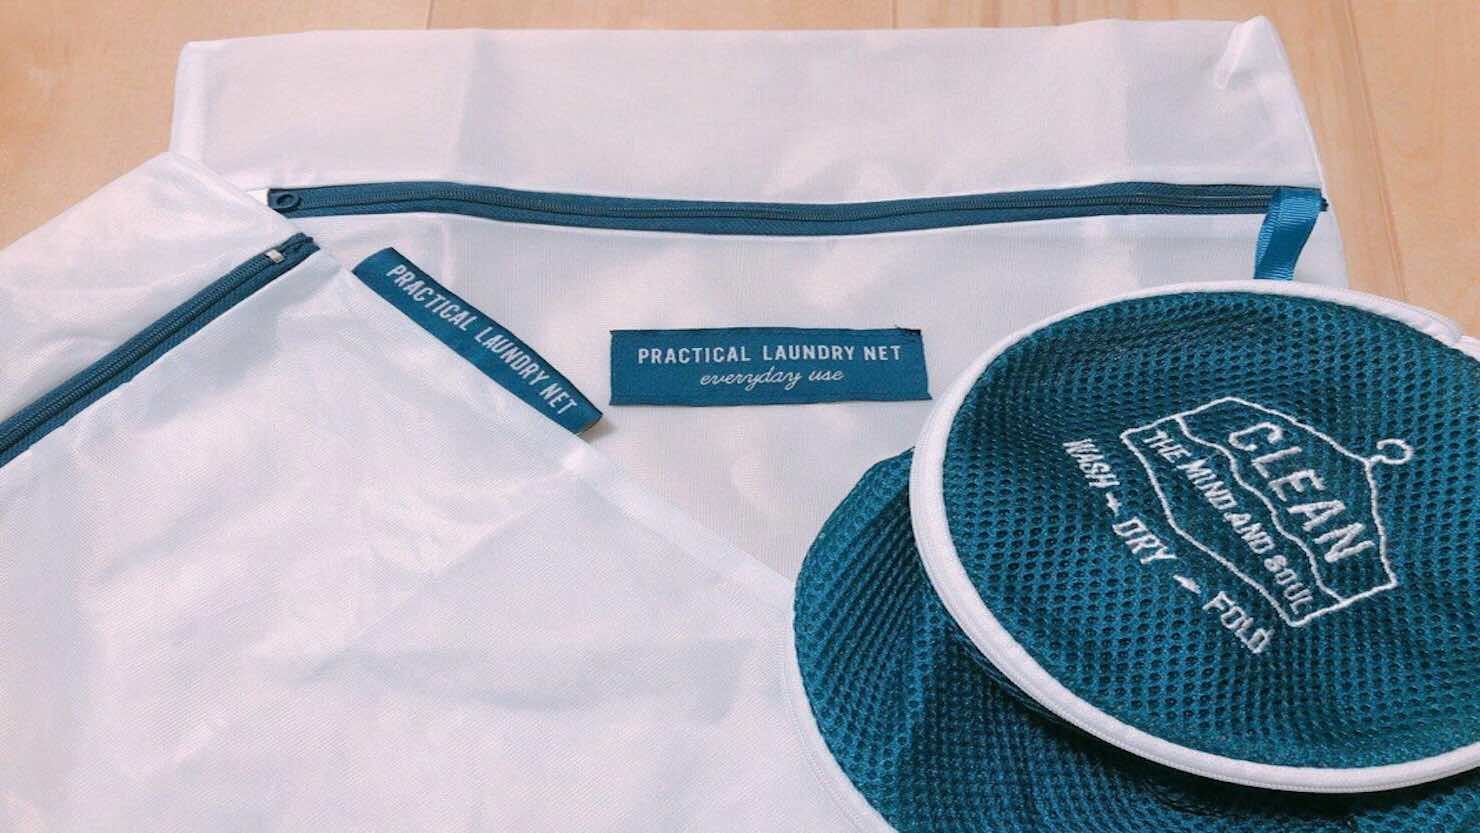 PRACTICAL LAUNDRY NET
PRACTICAL LAUNDRY NET
everyday use
CLEAN
THE MIND AND SOUL
WASH DRY FOLD